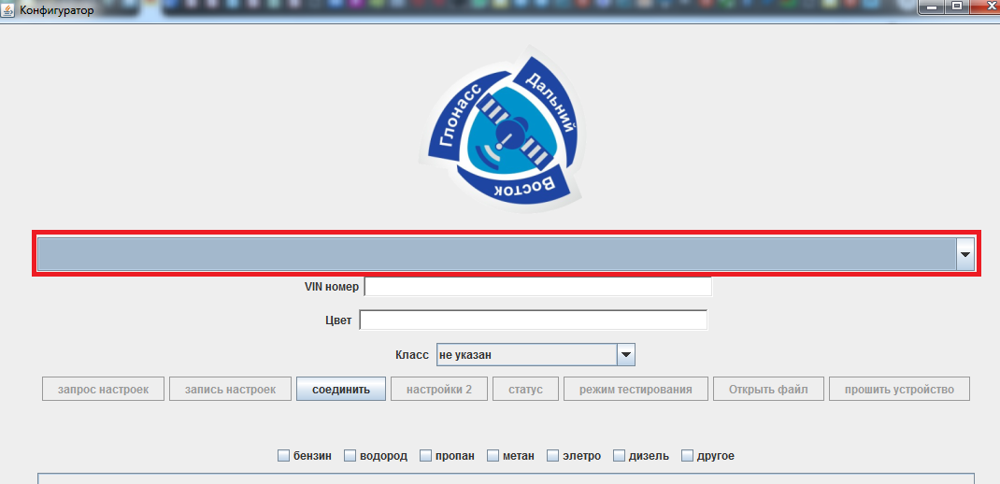 Конфигуратор
Глонасс
Дальний
Восток
VIN номер
Цвет
Класс не указан
запрос настроек запись настроек соединить настройки 2 статус режим тестирования Открыть файл прошить устройство
бензин водород пропан метан элетро дизель другое